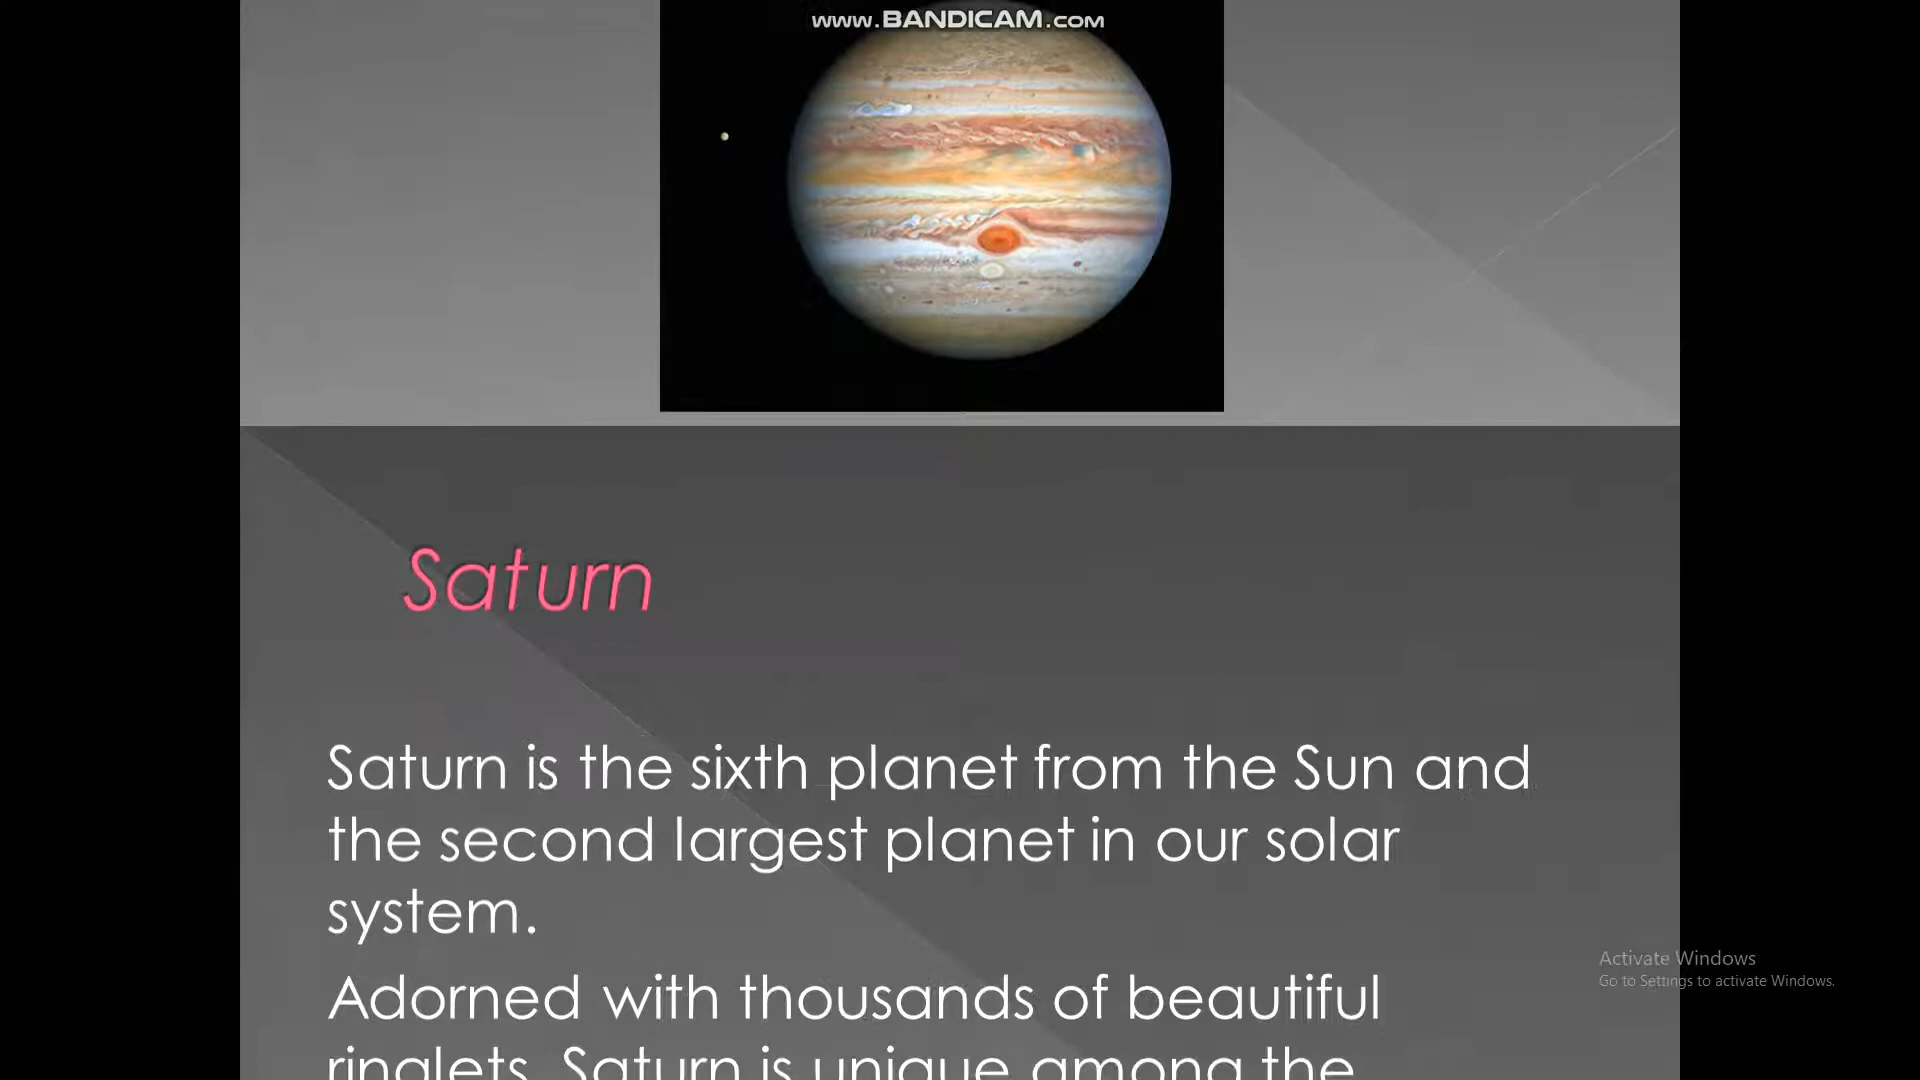 www.BANDICAM.com
Saturn
Saturn is the sixth planet from the Sun and
the second largest planet in our solar
system.
Adorned with thousands of beautiful
ringlets, Saturn is unique among the
Activate Windows
Go to Settings to activate Windows.